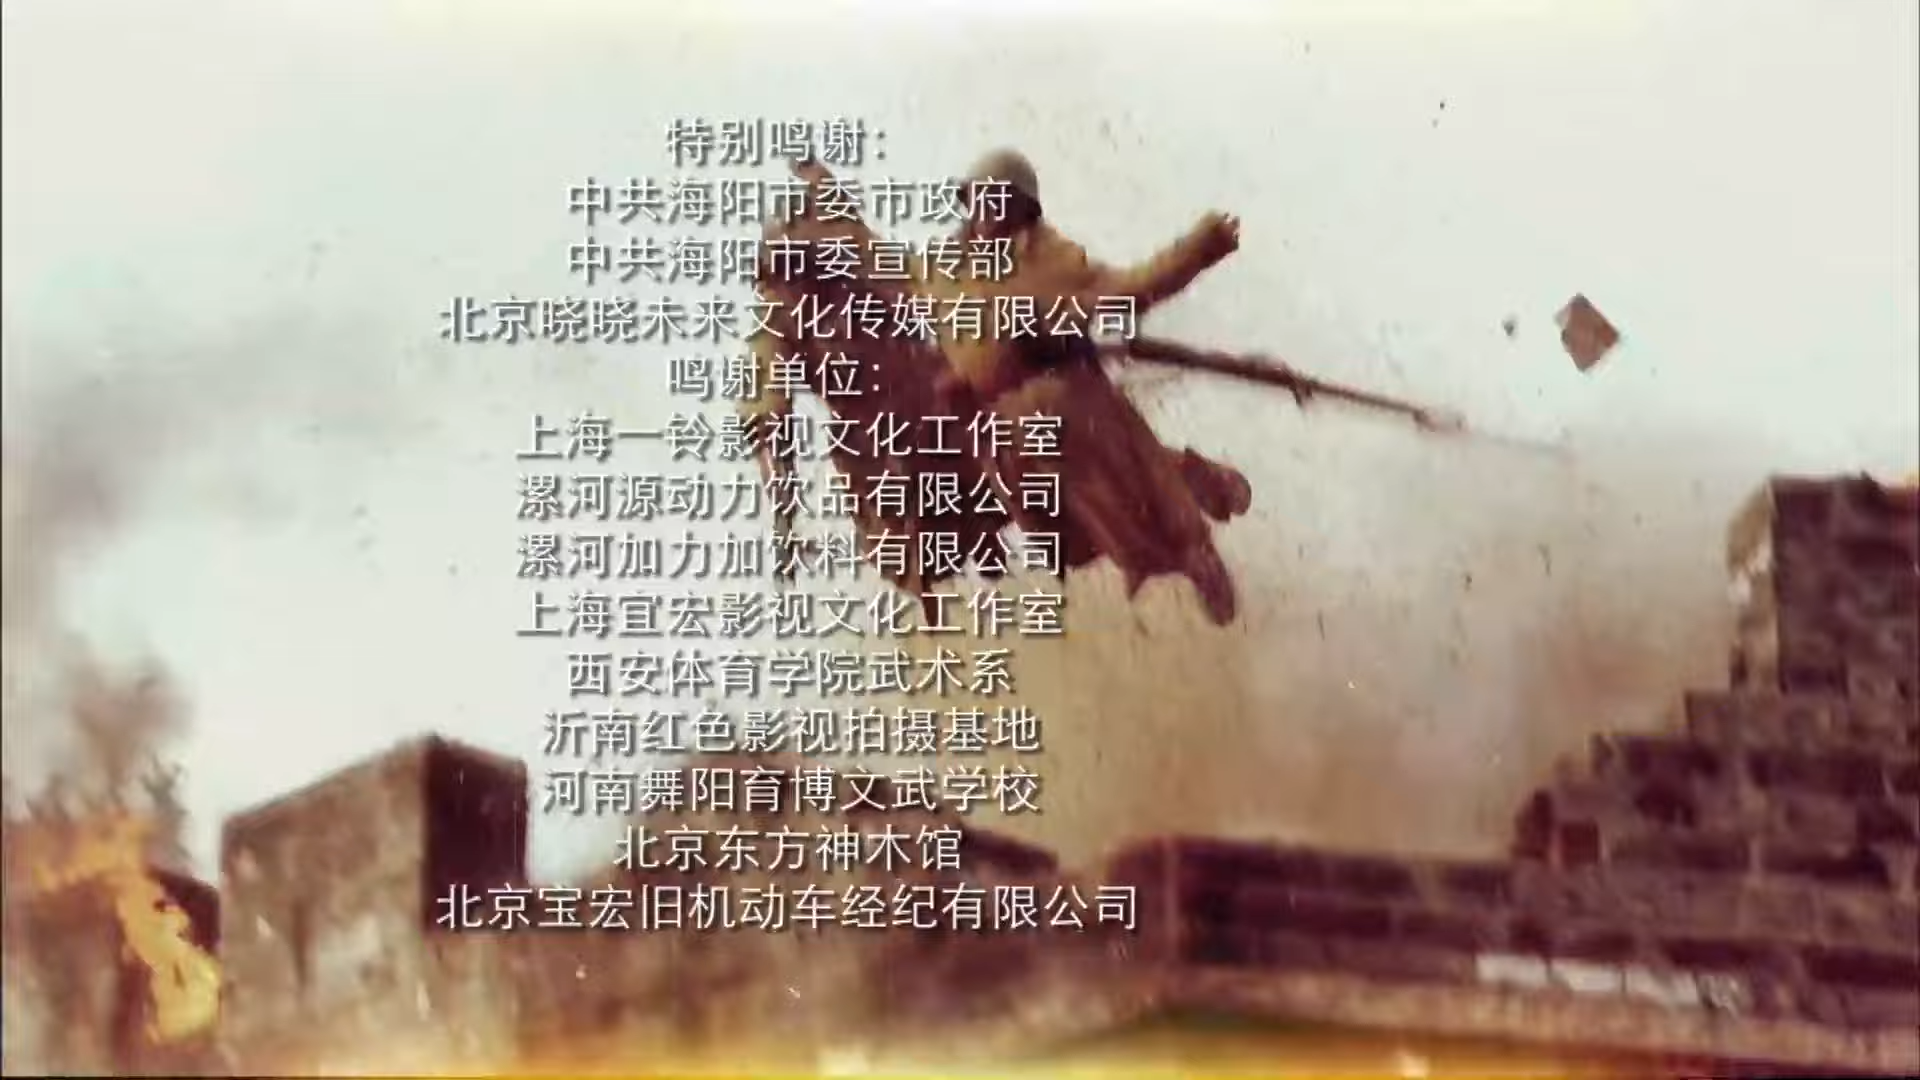 特别鸣谢：
中共海阳市委市政府
中共海阳市委宣传部
北京晓晓未来文化传媒有限公司
鸣谢单位：
上海一铃影视文化工作室
漯河源动力饮品有限公司
漯河加力加饮料有限公司
上海宜宏影视文化工作室
西安体育学院武术系
沂南红色影视拍摄基地
河南舞阳育博文武学校
北京东方神木馆
北京宝宏旧机动车经纪有限公司